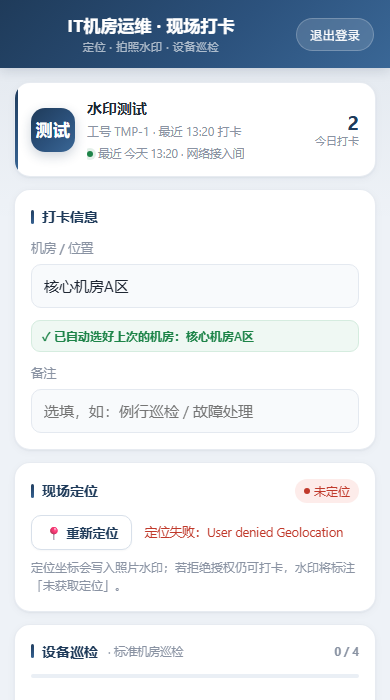 IT机房运维 · 现场打卡
定位 · 拍照水印 · 设备巡检
退出登录
测试
水印测试
工号 TMP-1 · 最近 13:20 打卡
最近 今天 13:20 · 网络接入间
2
今日打卡
打卡信息
机房 / 位置
核心机房A区
✓ 已自动选好上次的机房：核心机房A区
备注
选填，如：例行巡检 / 故障处理
现场定位
未定位
📍 重新定位
定位失败：User denied Geolocation
定位坐标会写入照片水印；若拒绝授权仍可打卡，水印将标注
「未获取定位」。
设备巡检 · 标准机房巡检
0 / 4